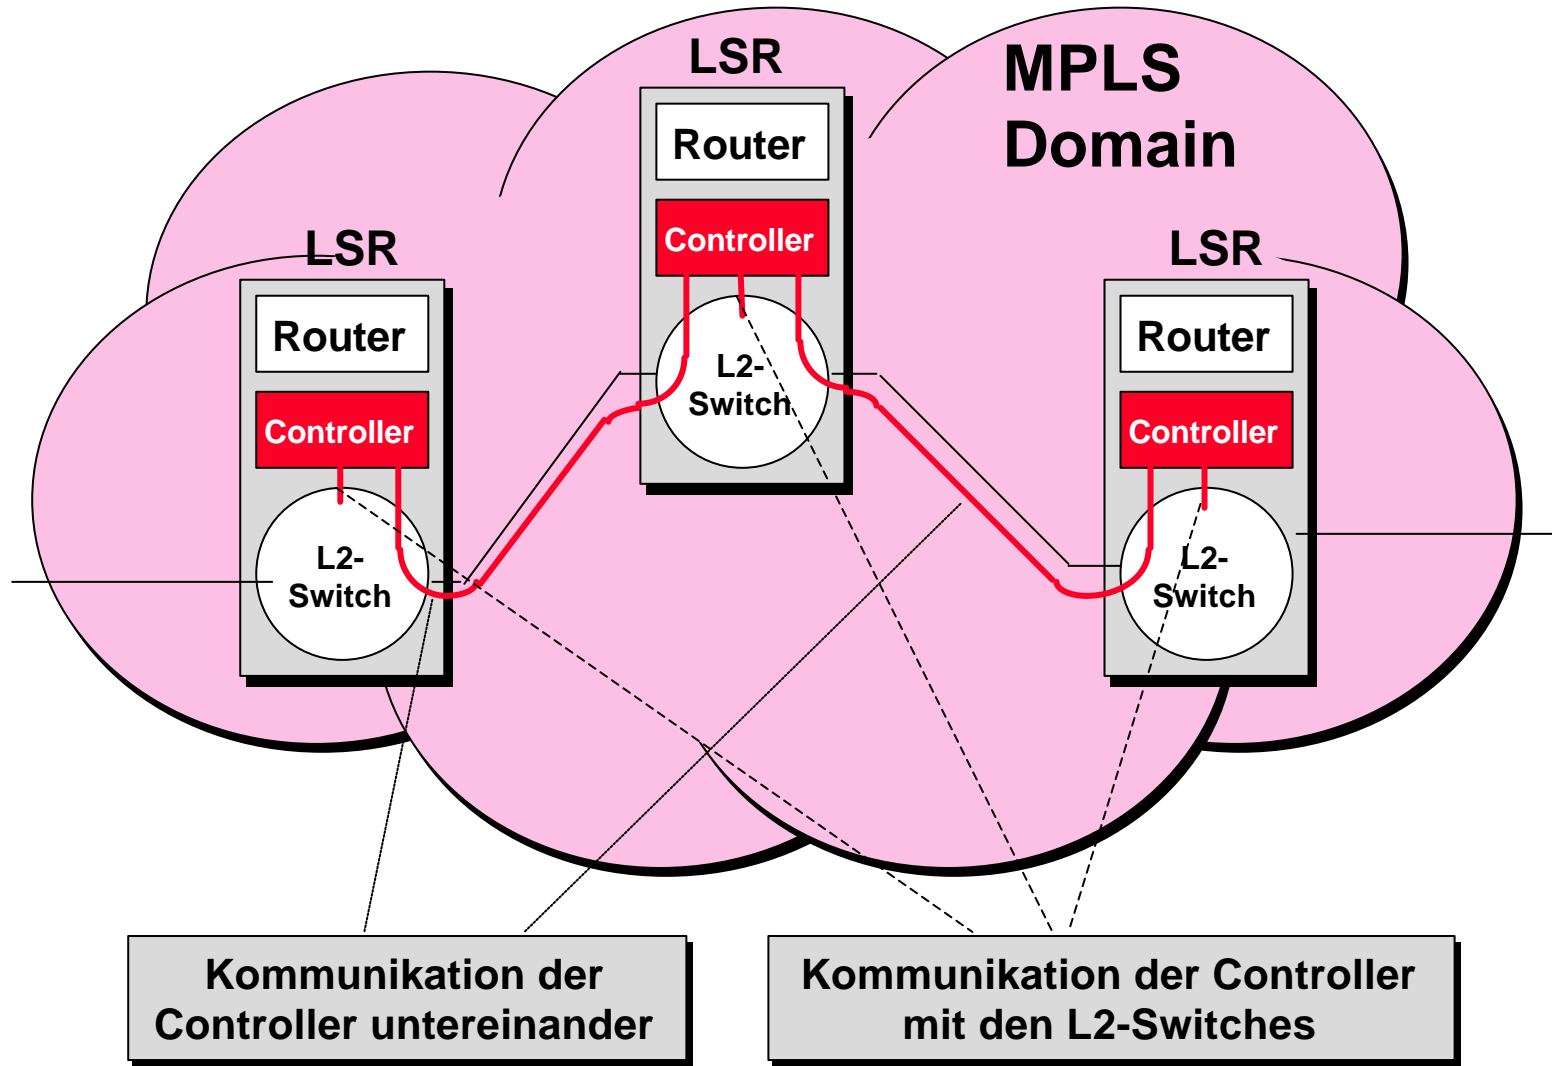 LSR
MPLS
Domain
Router
Controller
L2-
Switch
LSR
Router
Controller
L2-
Switch
LSR
Router
Controller
L2-
Switch
Kommunikation der
Controller untereinander
Kommunikation der Controller
mit den L2-Switches